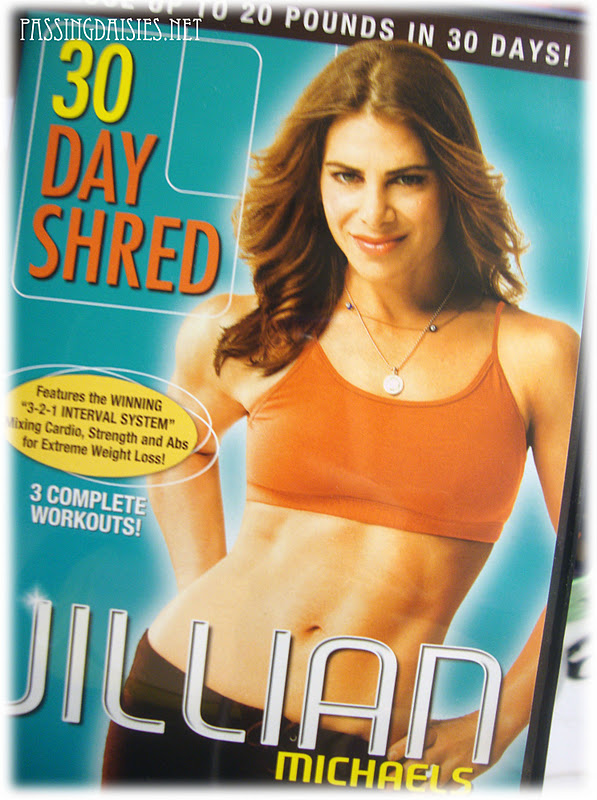 PASSINGDAISIES.NET
UP TO 20 POUNDS IN 30 DAYS!
30
DAY
SHRED
Features the WINNING
"3-2-1 INTERVAL SYSTEM"
Mixing Cardio, Strength and Abs
for Extreme Weight Loss!
3 COMPLETE
WORKOUTS!
JILLIAN
MICHAELS